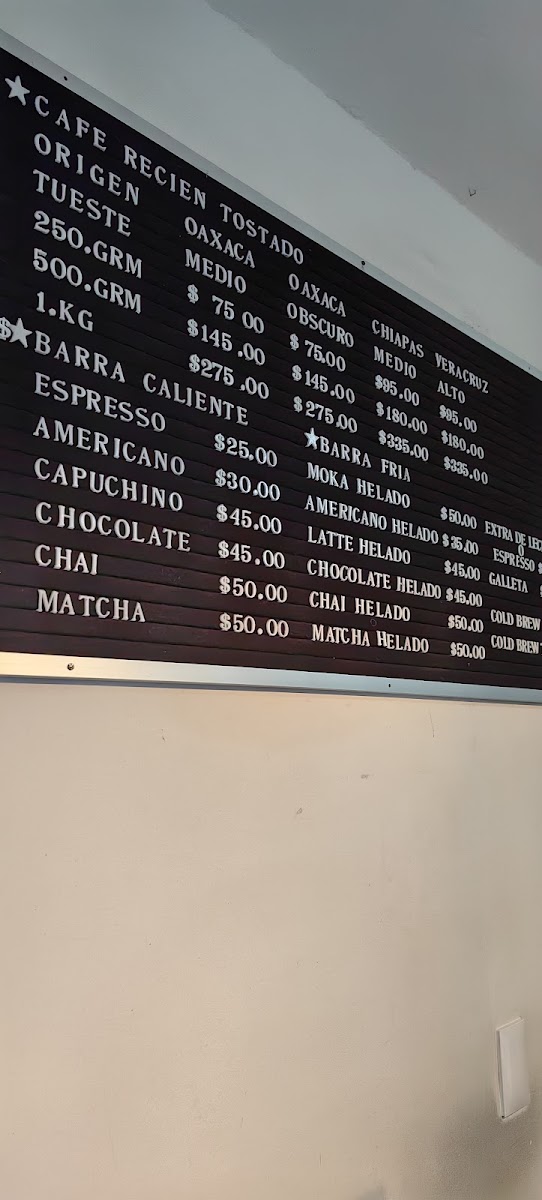 ★CAFE RECIEN TOSTADO
ORIGEN OAXACA OAXACA CHIAPAS VERACRUZ
TUESTE MEDIO OBSCURO MEDIO ALTO
250.GRM $ 75 00 $ 75.00 $95.00 $95.00
500.GRM $145.00 $145.00 $180.00 $180.00
1.KG $275.00 $275.00 $335.00 $335.00
$★BARRA CALIENTE
ESPRESSO $25.00
AMERICANO $30.00
CAPUCHINO $45.00
CHOCOLATE $45.00
CHAI $50.00
MATCHA $50.00
★BARRA FRIA
MOKA HELADO $50.00
AMERICANO HELADO $35.00
LATTE HELADO $45.00
CHOCOLATE HELADO $45.00
CHAI HELADO $50.00
MATCHA HELADO $50.00
EXTRA DE
O
ESPRESSO $
GALLETA $
COLD BREW
COLD BREW